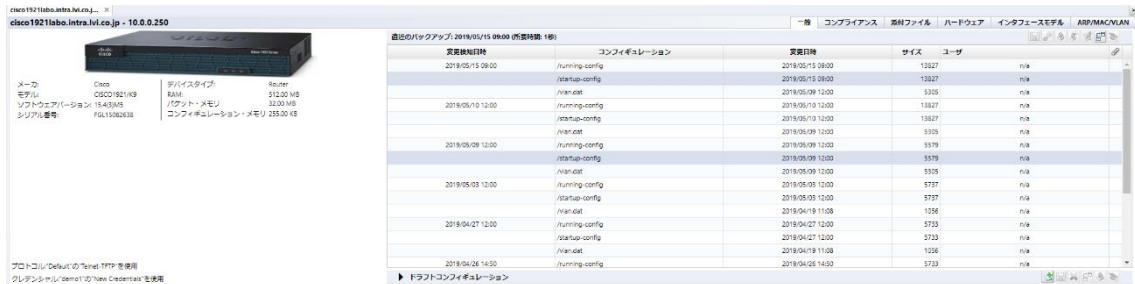 cisco1921labo.intra.lvi.co.j... ×
cisco1921labo.intra.lvi.co.jp - 10.0.0.250
一般 コンプライアンス 添付ファイル ハードウェア インタフェースモデル ARP/MAC/VLAN
直近のバックアップ: 2019/05/15 09:00 (所要時間: 1秒)
変更検知日時 コンフィギュレーション 変更日時 サイズ ユーザ
2019/05/15 09:00 /running-config 2019/05/15 09:00 13827 n/a
/startup-config 2019/05/15 09:00 13827 n/a
/vlan.dat 2019/05/09 12:00 5305 n/a
2019/05/10 12:00 /running-config 2019/05/10 12:00 13827 n/a
/startup-config 2019/05/10 12:00 13827 n/a
/vlan.dat 2019/05/09 12:00 5305 n/a
2019/05/09 12:00 /running-config 2019/05/09 12:00 5579 n/a
/startup-config 2019/05/09 12:00 5579 n/a
/vlan.dat 2019/05/09 12:00 5305 n/a
2019/05/03 12:00 /running-config 2019/05/03 12:00 5737 n/a
/startup-config 2019/05/03 12:00 5737 n/a
/vlan.dat 2019/04/19 11:08 1056 n/a
2019/04/27 12:00 /running-config 2019/04/27 12:00 5733 n/a
/startup-config 2019/04/27 12:00 5733 n/a
/vlan.dat 2019/04/19 11:08 1056 n/a
2019/04/26 14:50 /running-config 2019/04/26 14:50 5733 n/a
ドラフトコンフィギュレーション
CISCO
メーカ: Cisco デバイスタイプ: Router
モデル: CISCO1921/K9 RAM: 512.00 MB
ソフトウェアバージョン: 15.4(3)M5 パケット・メモリ 32.00 MB
シリアル番号: FGL15082638 コンフィギュレーション・メモリ 255.00 KB
プロトコル"Default"の"Telnet-TFTP"を使用
クレデンシャル"demo1"の"New Credentials"を使用